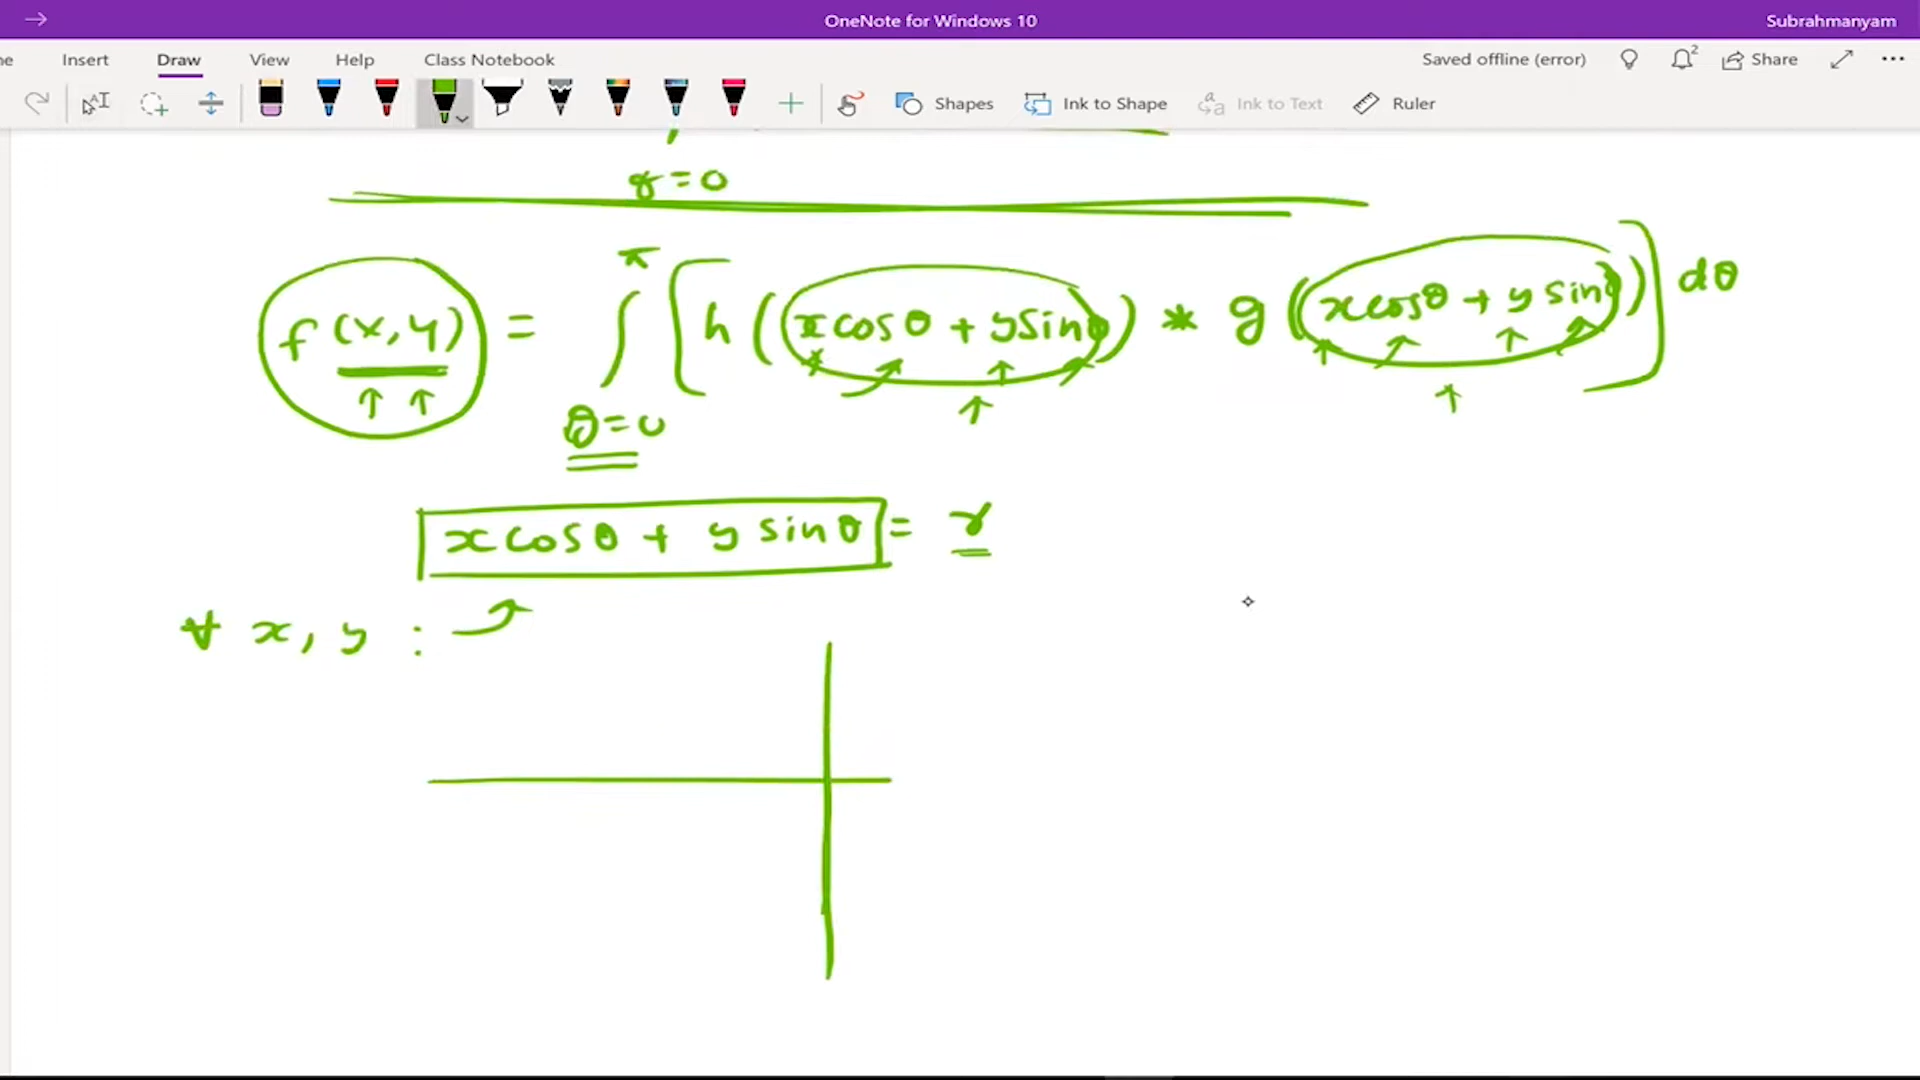 OneNote for Windows 10 Subrahmanyam
Insert Draw View Help Class Notebook Saved offline (error) 2 Share
Shapes Ink to Shape Ink to Text Ruler
= 0
π
f(x,y) = ∫ [h(x cos θ + y sin θ) * g(x cos θ + y sin θ)] dθ
θ = 0
x cos θ + y sin θ = r
∀ x, y :